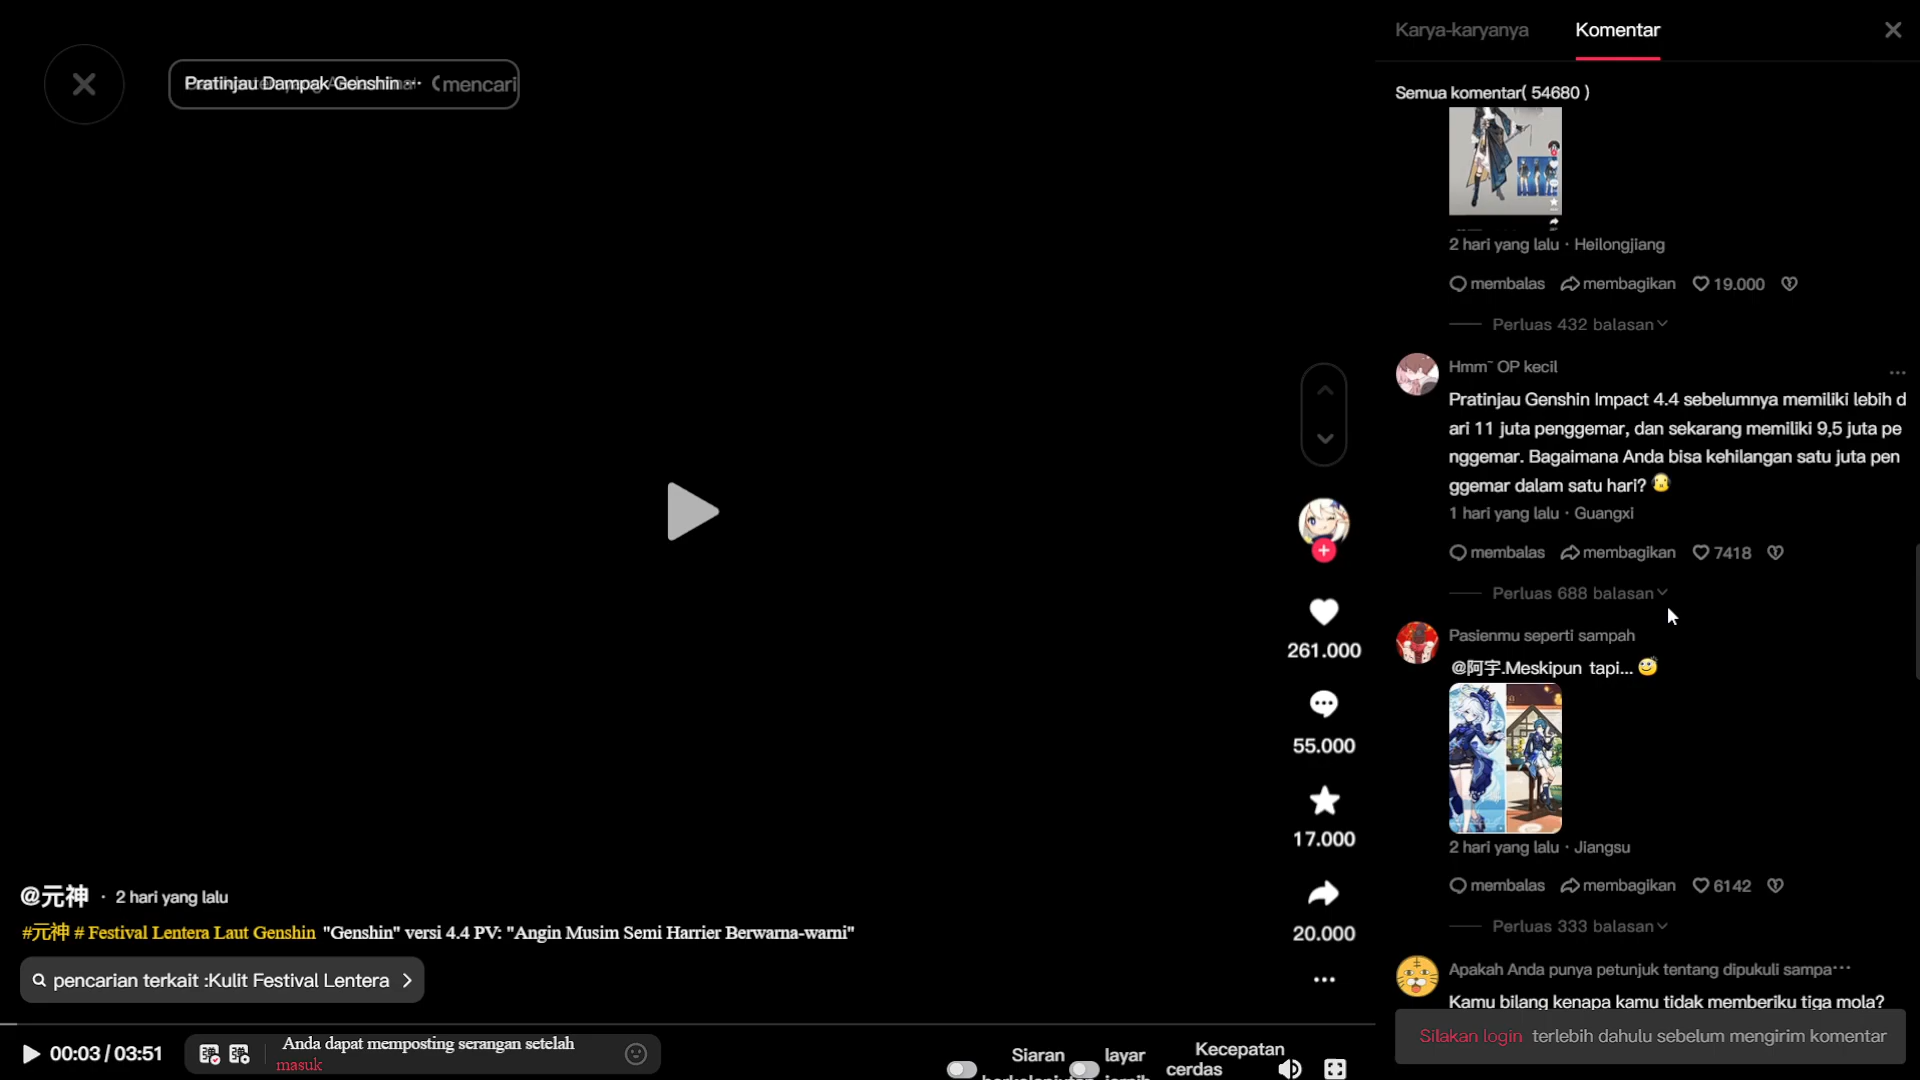 Karya-karyanya Komentar
Pratinjau Dampak Genshin ··· mencari
Semua komentar( 54680 )
2 hari yang lalu · Heilongjiang
membalas membagikan 19.000
Perluas 432 balasan
Hmm~ OP kecil
...
Pratinjau Genshin Impact 4.4 sebelumnya memiliki lebih d
ari 11 juta penggemar, dan sekarang memiliki 9,5 juta pe
nggemar. Bagaimana Anda bisa kehilangan satu juta pen
ggemar dalam satu hari?
1 hari yang lalu · Guangxi
membalas membagikan 7418
Perluas 688 balasan
Pasienmu seperti sampah
@阿宇.Meskipun tapi...
2 hari yang lalu · Jiangsu
membalas membagikan 6142
Perluas 333 balasan
Apakah Anda punya petunjuk tentang dipukuli sampa···
Kamu bilang kenapa kamu tidak memberiku tiga mola?
Silakan login terlebih dahulu sebelum mengirim komentar
261.000
55.000
17.000
20.000
@元神 · 2 hari yang lalu
#元神 # Festival Lentera Laut Genshin "Genshin" versi 4.4 PV: "Angin Musim Semi Harrier Berwarna-warni"
pencarian terkait :Kulit Festival Lentera
00:03 / 03:51
弹 弹
Anda dapat memposting serangan setelah
masuk
Siaran
layar
Kecepatan
cerdas